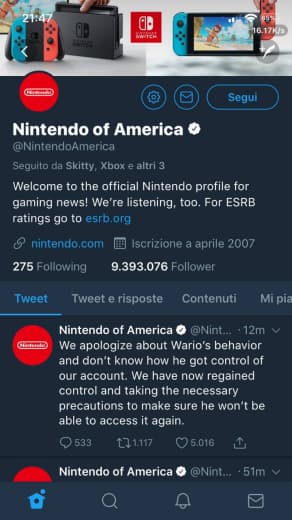 21:47
95%
16.17K/s
NINTENDO
SWITCH
Nintendo
Segui
Nintendo of America
@NintendoAmerica
Seguito da Skitty, Xbox e altri 3
Welcome to the official Nintendo profile for
gaming news! We're listening, too. For ESRB
ratings go to esrb.org
nintendo.com Iscrizione a aprile 2007
275 Following 9.393.076 Follower
Tweet Tweet e risposte Contenuti Mi pia
Nintendo of America @Nint... · 12m
Nintendo
We apologize about Wario's behavior
and don't know how he got control of
our account. We have now regained
control and taking the necessary
precautions to make sure he won't be
able to access it again.
533 1.117 5.016
Nintendo of America @Nint... · 51m